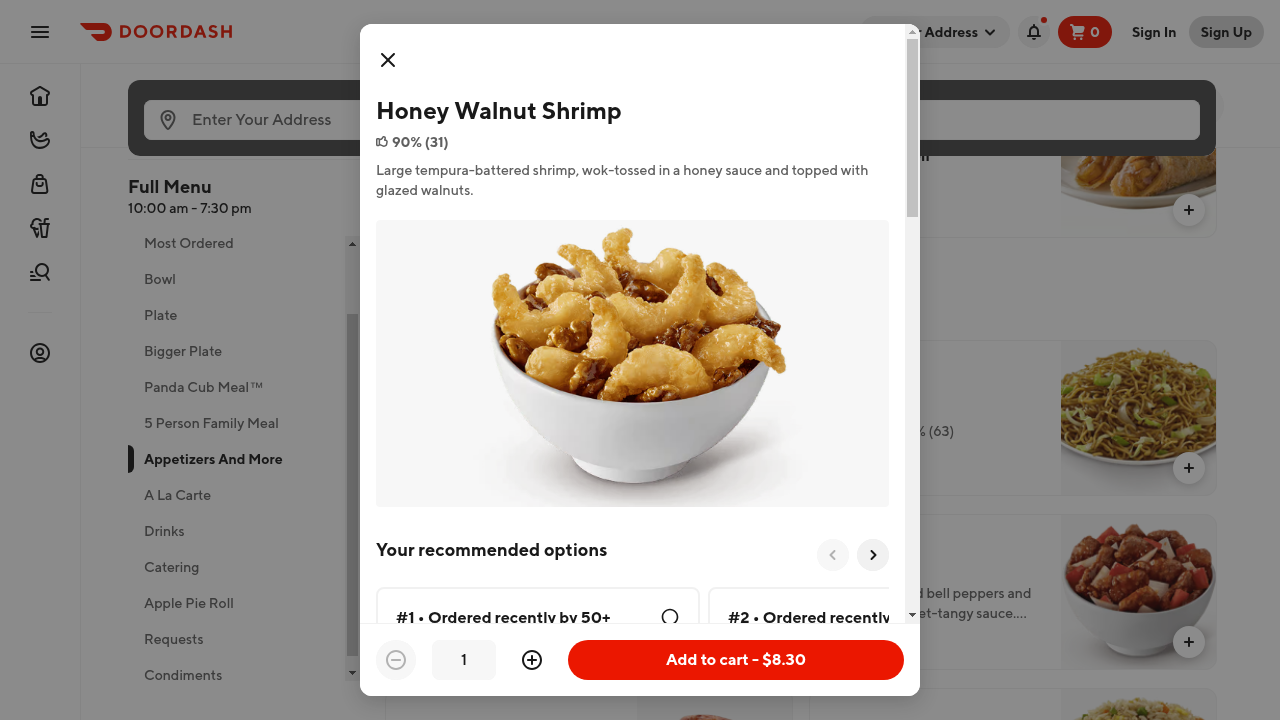 DOORDASH
Address
0
Sign In
Sign Up
Enter Your Address
Full Menu
10:00 am - 7:30 pm
Most Ordered
Bowl
Plate
Bigger Plate
Panda Cub Meal™
5 Person Family Meal
Appetizers And More
A La Carte
Drinks
Catering
Apple Pie Roll
Requests
Condiments
Honey Walnut Shrimp
90% (31)
Large tempura-battered shrimp, wok-tossed in a honey sauce and topped with
glazed walnuts.
Your recommended options
#1 • Ordered recently by 50+
#2 • Ordered recently
1
Add to cart - $8.30
% (63)
bell peppers and
et-tangy sauce....